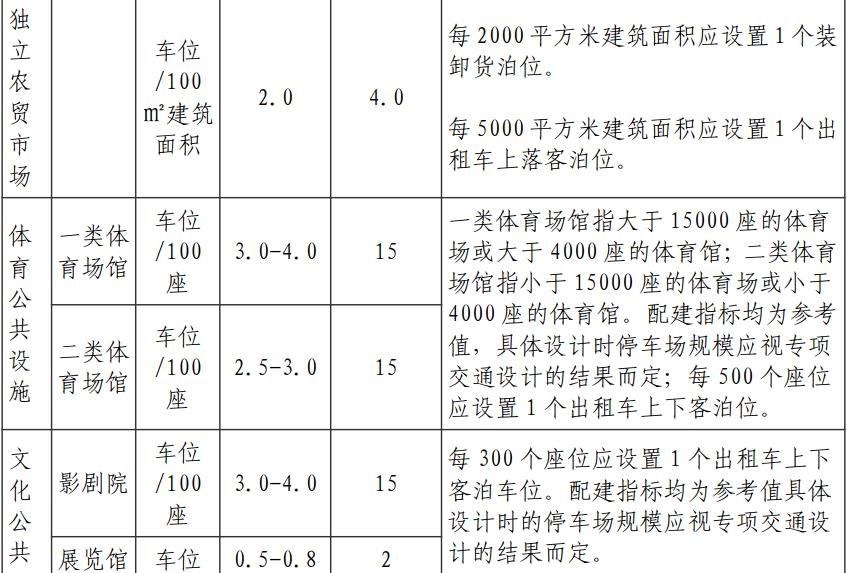 独
立
农
贸
市
场
车位
/100
㎡建筑
面积
2.0
4.0
每 2000 平方米建筑面积应设置 1 个装
卸货泊位。
每 5000 平方米建筑面积应设置 1 个出
租车上落客泊位。
体
育
公
共
设
施
一类体
育场馆
车位
/100
座
3.0-4.0
15
二类体
育场馆
车位
/100
座
2.5-3.0
15
一类体育场馆指大于 15000 座的体育
场或大于 4000 座的体育馆；二类体育
场馆指小于 15000 座的体育场或小于
4000 座的体育馆。配建指标均为参考
值，具体设计时停车场规模应视专项
交通设计的结果而定；每 500 个座位
应设置 1 个出租车上下客泊位。
文
化
公
共
影剧院
车位
/100
座
3.0-4.0
15
展览馆
车位
0.5-0.8
2
每 300 个座位应设置 1 个出租车上下
客泊车位。配建指标均为参考值具体
设计时的停车场规模应视专项交通设
计的结果而定。